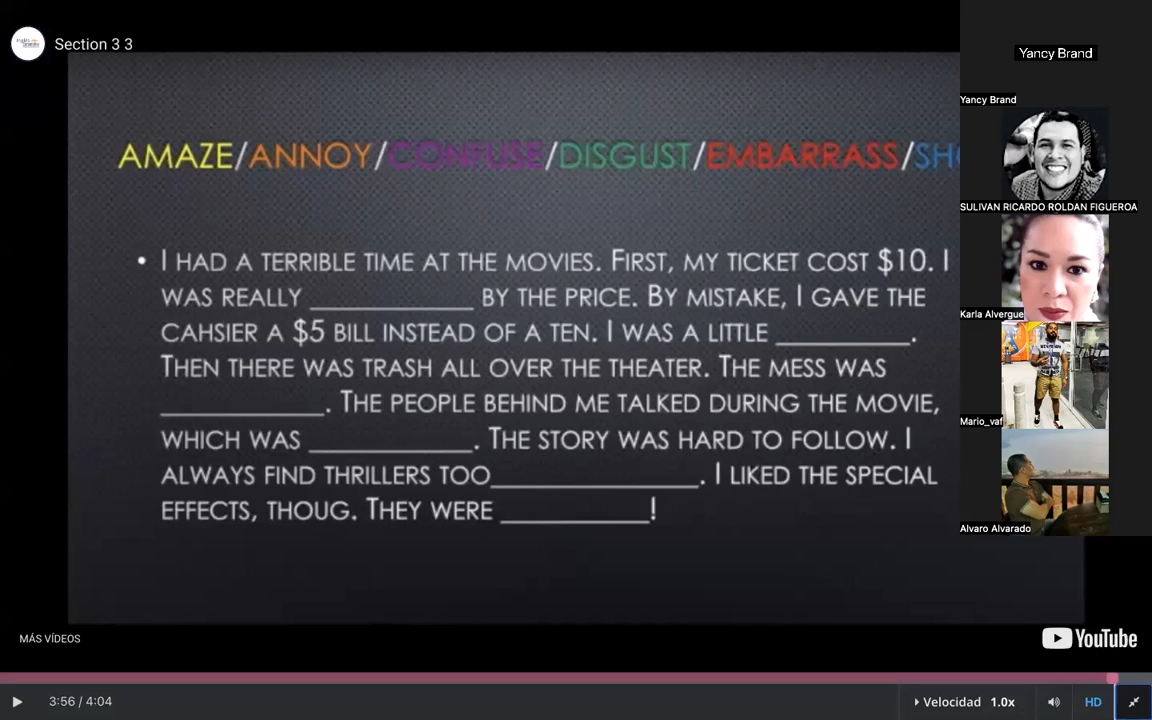 Section 3 3
Yancy Brand
Yancy Brand
AMAZE/ANNOY/CONFUSE/DISGUST/EMBARRASS/SH
SULIVAN RICARDO ROLDAN FIGUEROA
• I HAD A TERRIBLE TIME AT THE MOVIES. FIRST, MY TICKET COST $10. I
WAS REALLY ____________ BY THE PRICE. BY MISTAKE, I GAVE THE
CAHSIER A $5 BILL INSTEAD OF A TEN. I WAS A LITTLE __________.
THEN THERE WAS TRASH ALL OVER THE THEATER. THE MESS WAS
____________. THE PEOPLE BEHIND ME TALKED DURING THE MOVIE,
WHICH WAS ____________. THE STORY WAS HARD TO FOLLOW. I
ALWAYS FIND THRILLERS TOO_______________. I LIKED THE SPECIAL
EFFECTS, THOUG. THEY WERE ___________!
Karla Alvergue
Mario_vaf
Alvaro Alvarado
MÁS VÍDEOS
YouTube
3:56 / 4:04
Velocidad 1.0x
HD